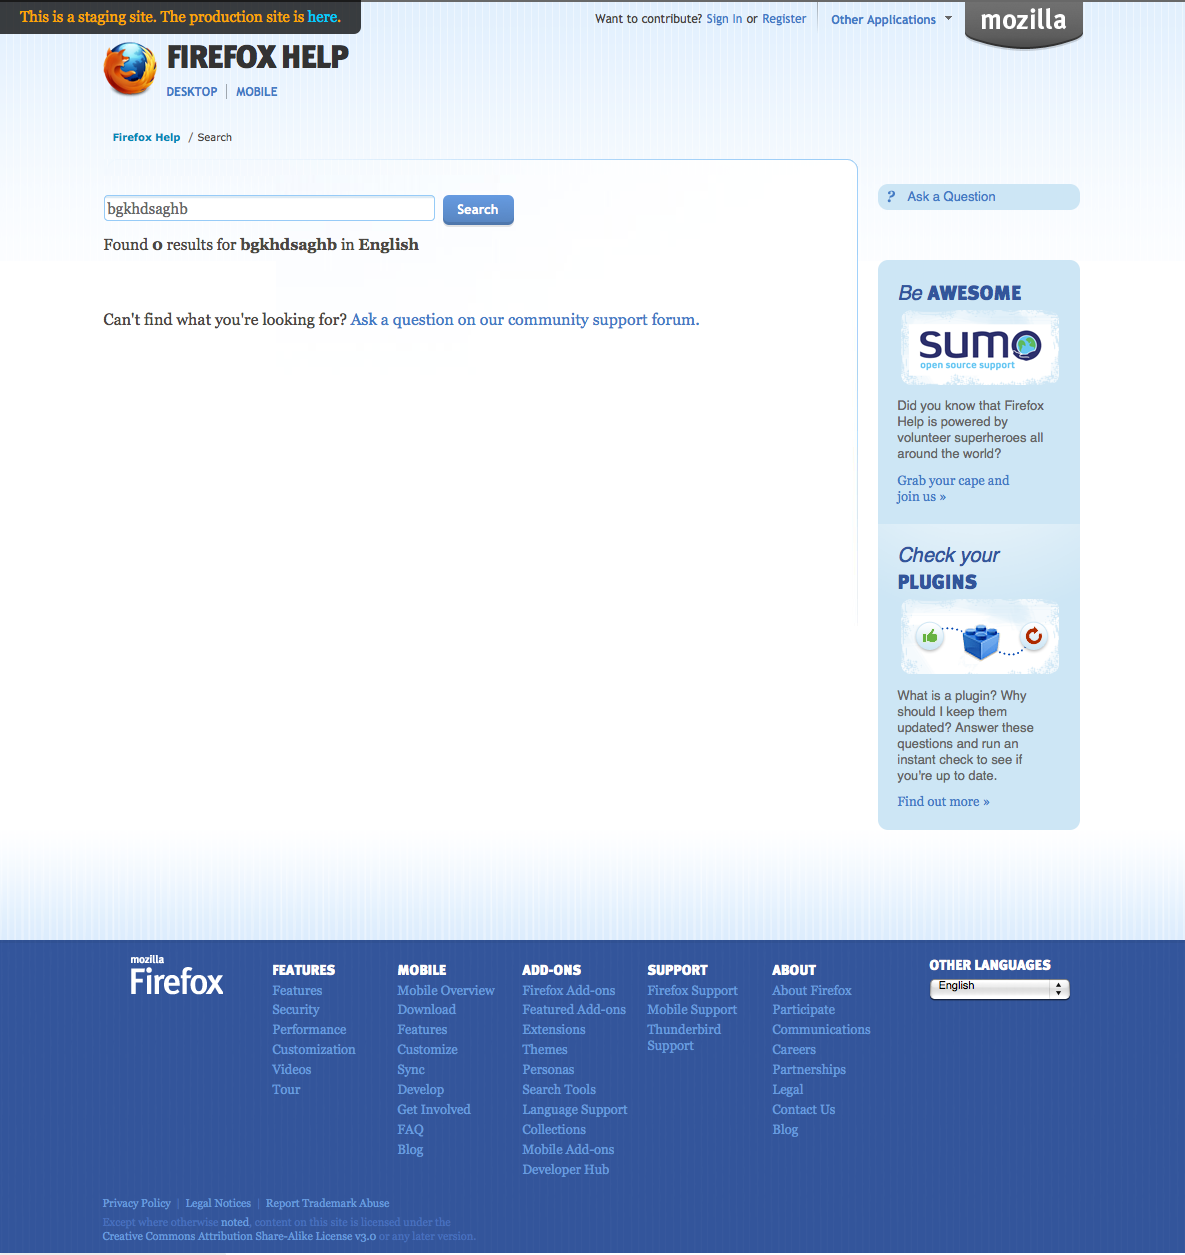 This is a staging site. The production site is here.
Want to contribute? Sign In or Register
Other Applications
mozilla
FIREFOX HELP
DESKTOP | MOBILE
Firefox Help / Search
bgkhdsaghb
Search
Found 0 results for bgkhdsaghb in English
Can't find what you're looking for? Ask a question on our community support forum.
? Ask a Question
Be AWESOME
sumo
open source support
Did you know that Firefox
Help is powered by
volunteer superheroes all
around the world?
Grab your cape and
join us »
Check your
PLUGINS
What is a plugin? Why
should I keep them
updated? Answer these
questions and run an
instant check to see if
you're up to date.
Find out more »
mozilla
Firefox
FEATURES
Features
Security
Performance
Customization
Videos
Tour
MOBILE
Mobile Overview
Download
Features
Customize
Sync
Develop
Get Involved
FAQ
Blog
ADD-ONS
Firefox Add-ons
Featured Add-ons
Extensions
Themes
Personas
Search Tools
Language Support
Collections
Mobile Add-ons
Developer Hub
SUPPORT
Firefox Support
Mobile Support
Thunderbird
Support
ABOUT
About Firefox
Participate
Communications
Careers
Partnerships
Legal
Contact Us
Blog
OTHER LANGUAGES
English
Privacy Policy | Legal Notices | Report Trademark Abuse
Except where otherwise noted, content on this site is licensed under the
Creative Commons Attribution Share-Alike License v3.0 or any later version.